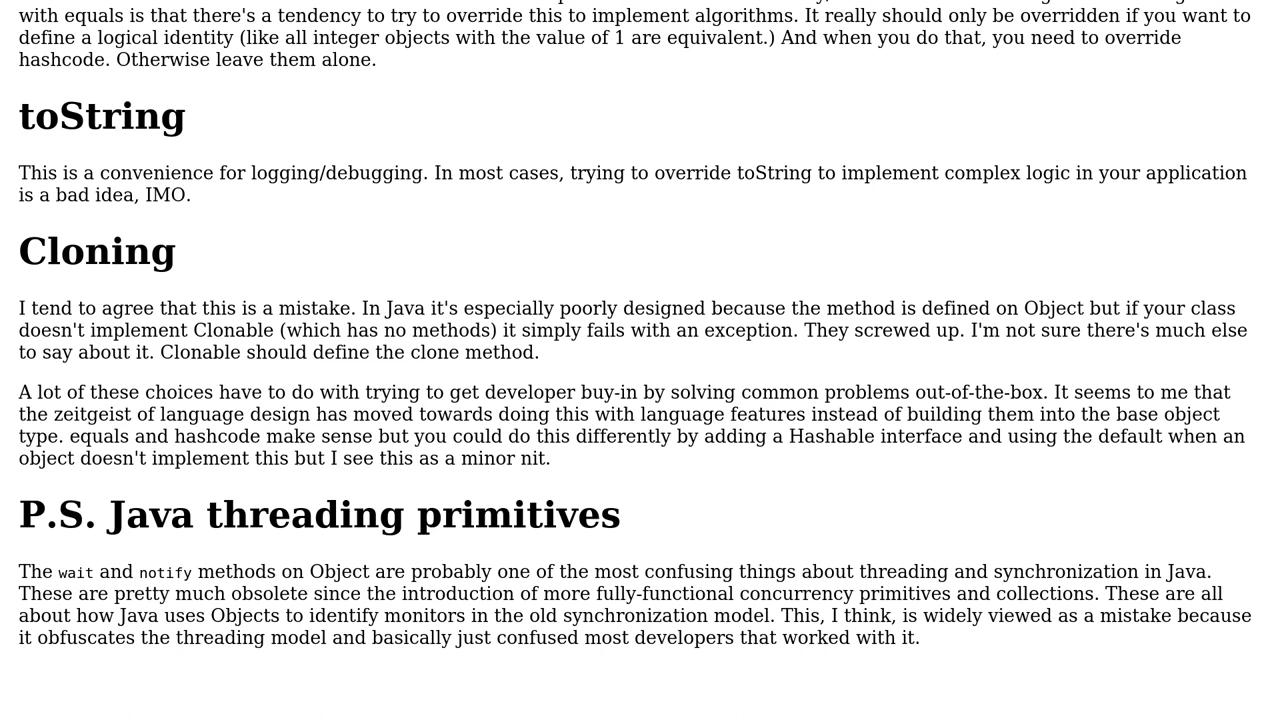 with equals is that there's a tendency to try to override this to implement algorithms. It really should only be overridden if you want to
define a logical identity (like all integer objects with the value of 1 are equivalent.) And when you do that, you need to override
hashcode. Otherwise leave them alone.
toString
This is a convenience for logging/debugging. In most cases, trying to override toString to implement complex logic in your application
is a bad idea, IMO.
Cloning
I tend to agree that this is a mistake. In Java it's especially poorly designed because the method is defined on Object but if your class
doesn't implement Clonable (which has no methods) it simply fails with an exception. They screwed up. I'm not sure there's much else
to say about it. Clonable should define the clone method.
A lot of these choices have to do with trying to get developer buy-in by solving common problems out-of-the-box. It seems to me that
the zeitgeist of language design has moved towards doing this with language features instead of building them into the base object
type. equals and hashcode make sense but you could do this differently by adding a Hashable interface and using the default when an
object doesn't implement this but I see this as a minor nit.
P.S. Java threading primitives
The wait and notify methods on Object are probably one of the most confusing things about threading and synchronization in Java.
These are pretty much obsolete since the introduction of more fully-functional concurrency primitives and collections. These are all
about how Java uses Objects to identify monitors in the old synchronization model. This, I think, is widely viewed as a mistake because
it obfuscates the threading model and basically just confused most developers that worked with it.